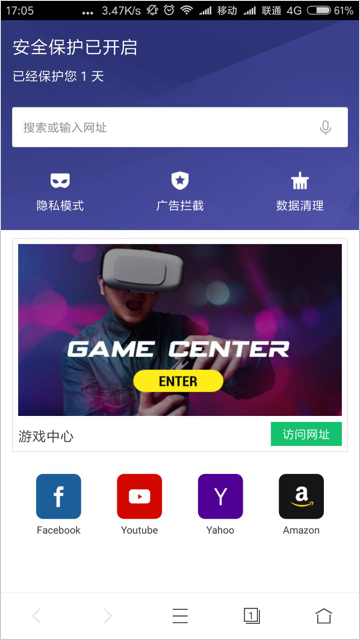 17:05 ... 3.47K/s 移动 联通 4G 61%
安全保护已开启
已经保护您 1 天
搜索或输入网址
隐私模式 广告拦截 数据清理
GAME CENTER
ENTER
游戏中心 访问网址
f Y a
Facebook Youtube Yahoo Amazon
1